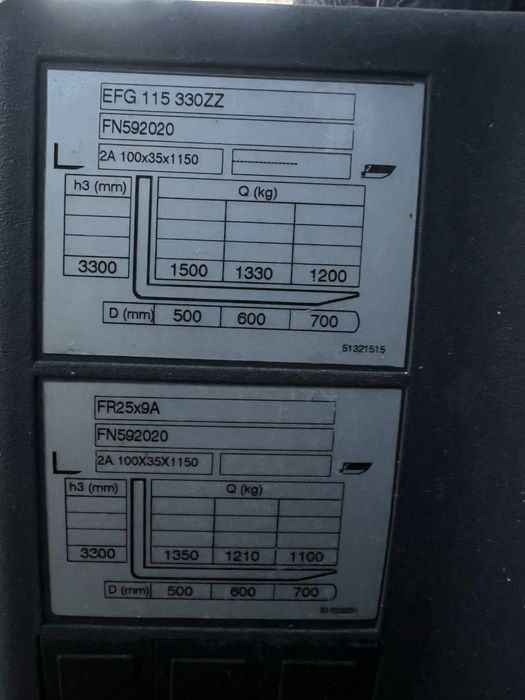 EFG 115 330ZZ
FN592020
2A 100x35x1150 ---------------
h3 (mm) Q (kg)
3300 1500 1330 1200
D (mm) 500 600 700
51321515
FR25x9A
FN592020
2A 100X35X1150
h3 (mm) Q (kg)
3300 1350 1210 1100
D (mm) 500 600 700